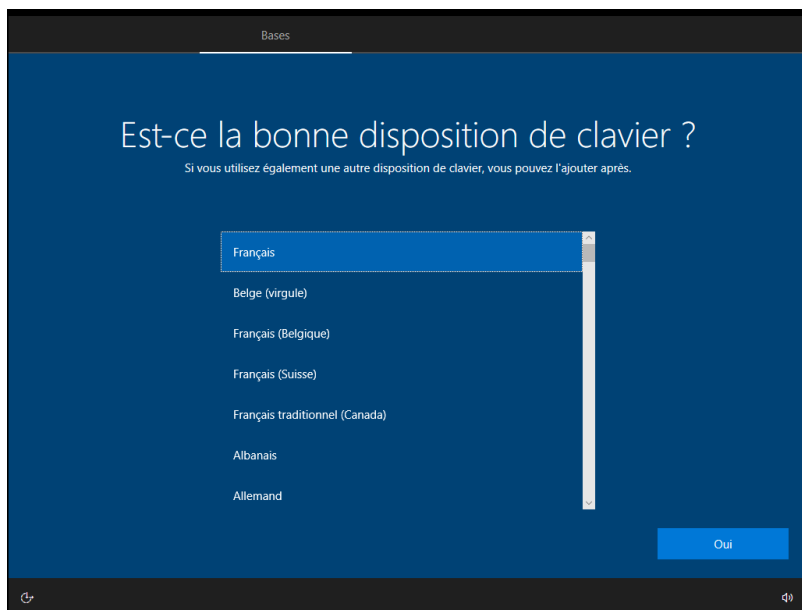 Bases
Est-ce la bonne disposition de clavier ?
Si vous utilisez également une autre disposition de clavier, vous pouvez l'ajouter après.
Français
Belge (virgule)
Français (Belgique)
Français (Suisse)
Français traditionnel (Canada)
Albanais
Allemand
Oui